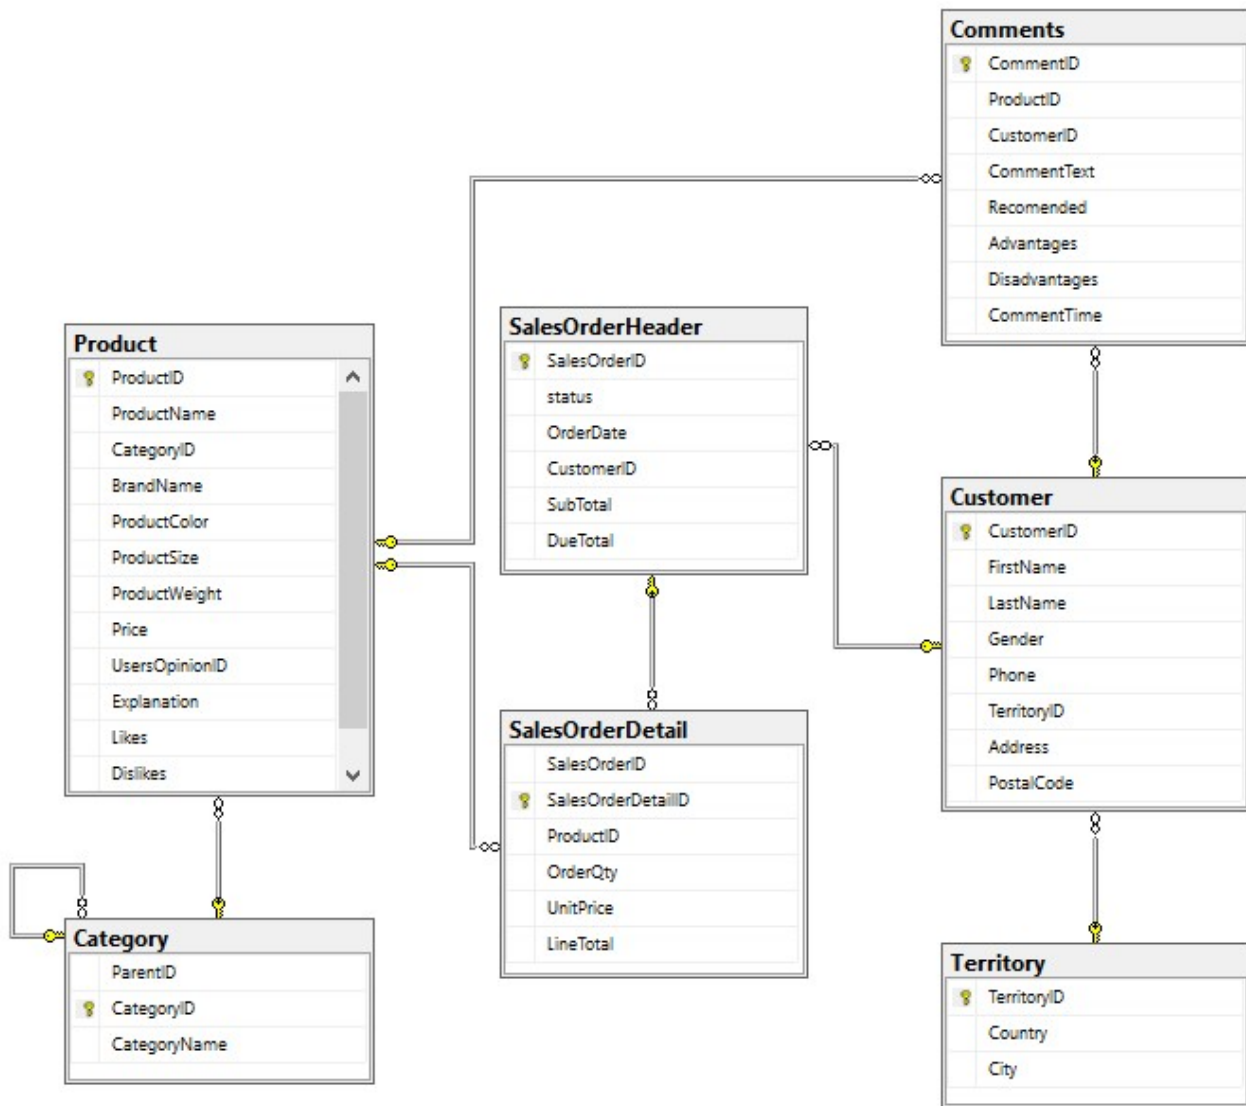 Comments
CommentID
ProductID
CustomerID
CommentText
Recomended
Advantages
Disadvantages
CommentTime
Product
ProductID
ProductName
CategoryID
BrandName
ProductColor
ProductSize
ProductWeight
Price
UsersOpinionID
Explanation
Likes
Dislikes
SalesOrderHeader
SalesOrderID
status
OrderDate
CustomerID
SubTotal
DueTotal
Customer
CustomerID
FirstName
LastName
Gender
Phone
TerritoryID
Address
PostalCode
SalesOrderDetail
SalesOrderID
SalesOrderDetailID
ProductID
OrderQty
UnitPrice
LineTotal
Category
ParentID
CategoryID
CategoryName
Territory
TerritoryID
Country
City